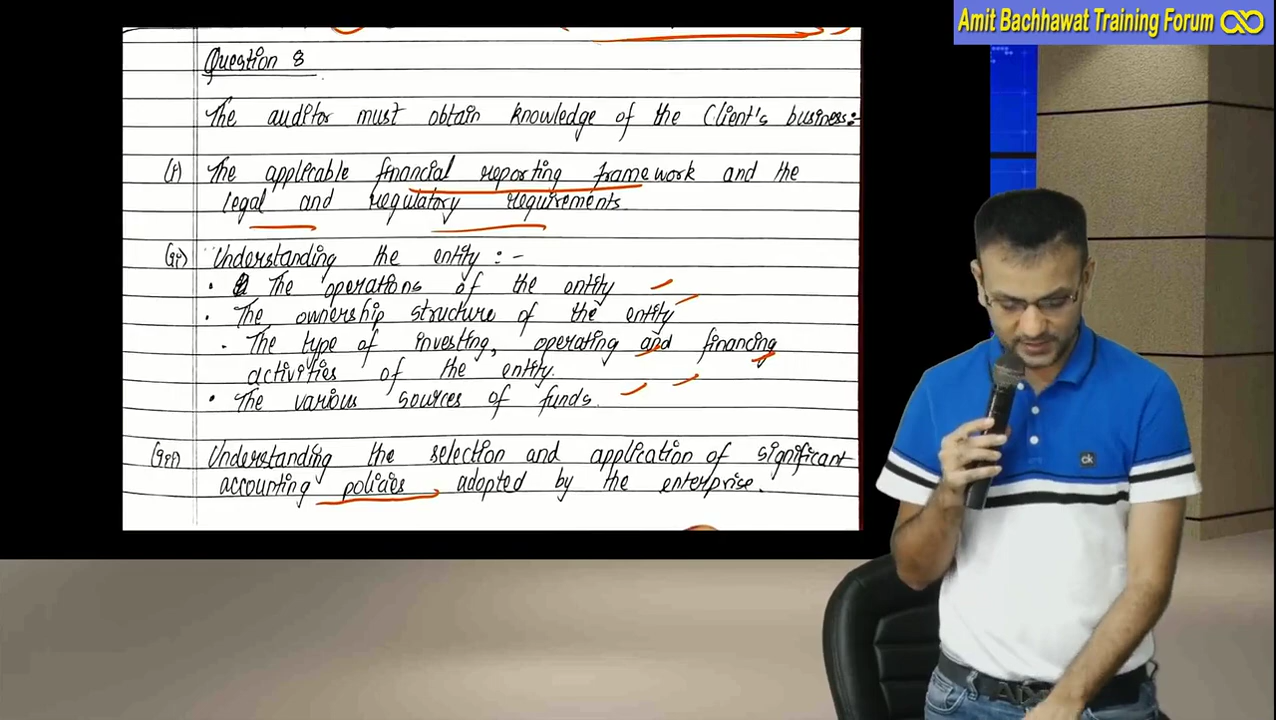 Amit Bachhawat Training Forum
Question 8
The auditor must obtain knowledge of the Client's business:-
(i) The applicable financial reporting framework and the
legal and regulatory requirements.
(ii) Understanding the entity :-
• The operations of the entity
• The ownership structure of the entity
• The type of investing, operating and financing
activities of the entity.
• The various sources of funds.
(iii) Understanding the selection and application of significant
accounting policies adopted by the enterprise.
ck